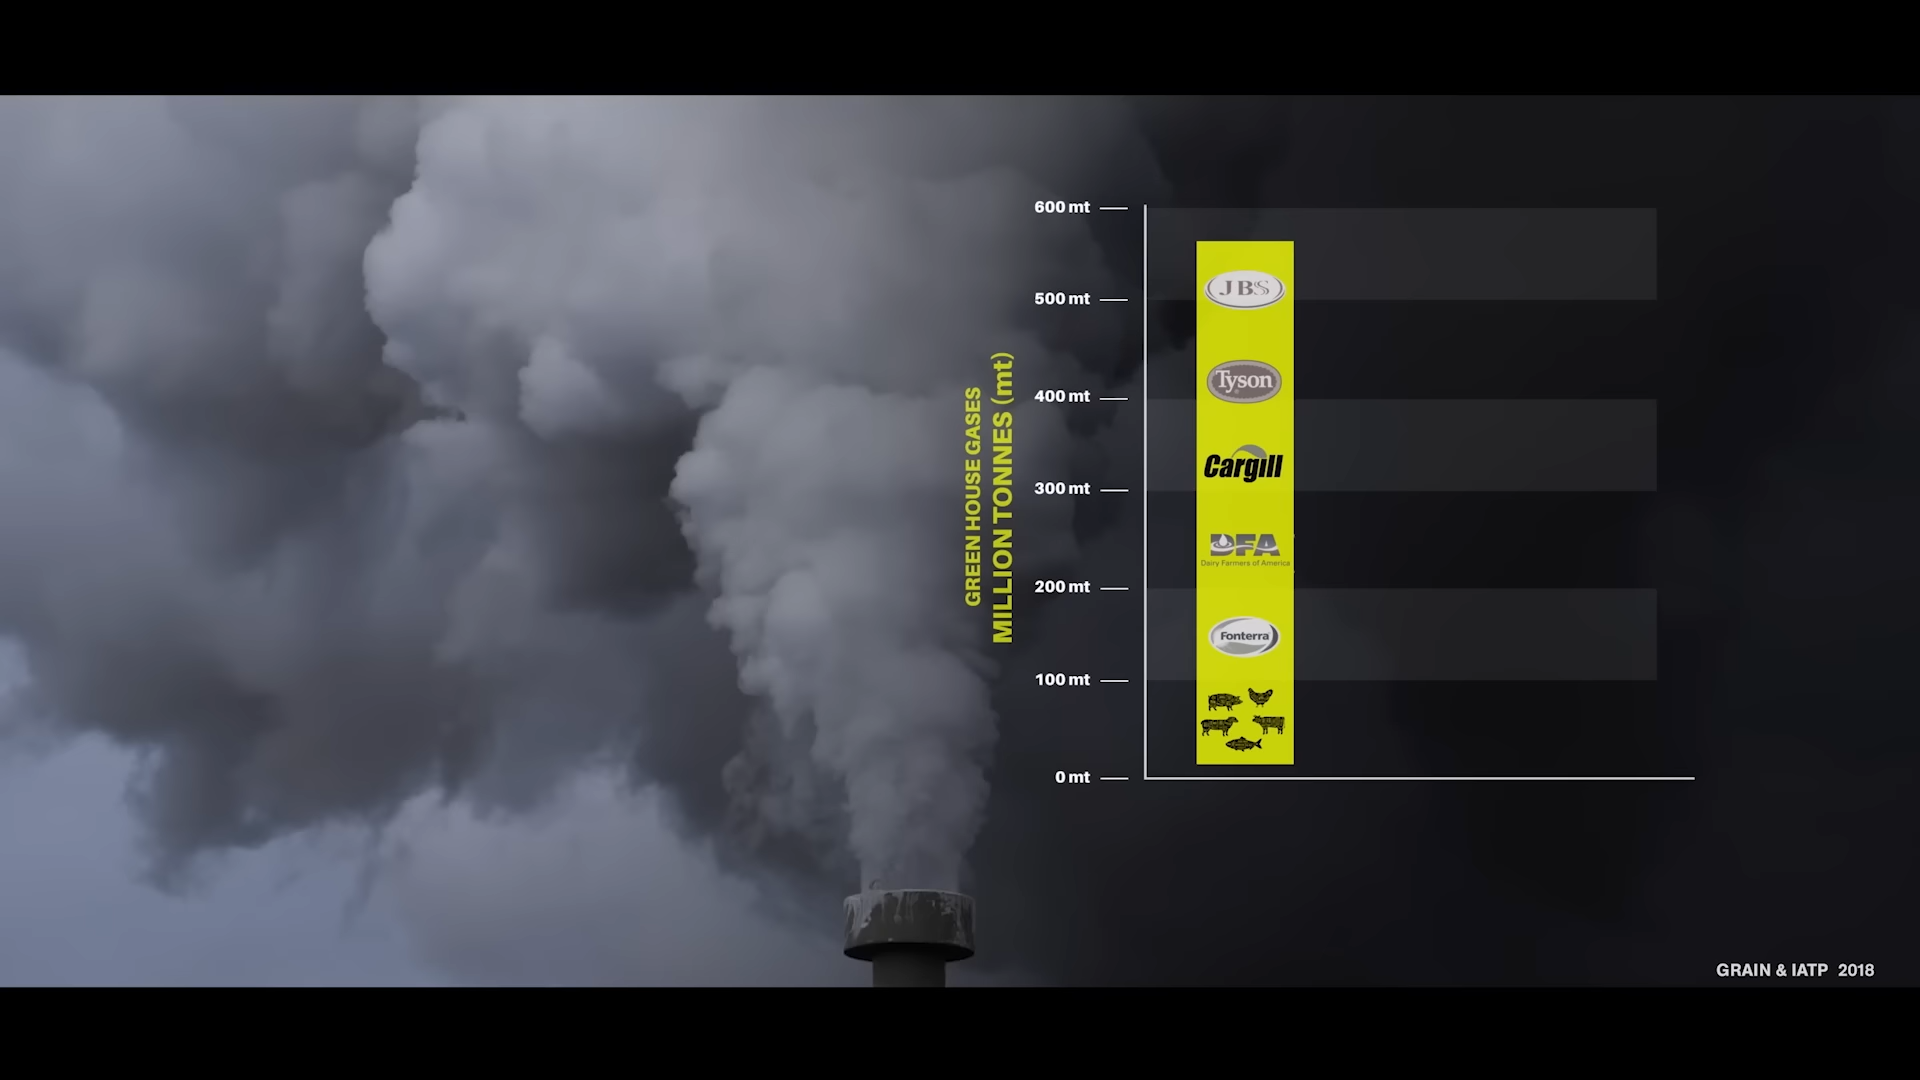 GREEN HOUSE GASES
MILLION TONNES (mt)
600 mt
500 mt
400 mt
300 mt
200 mt
100 mt
0 mt
JBS
Tyson
Cargill
DFA
Dairy Farmers of America
Fonterra
GRAIN & IATP 2018